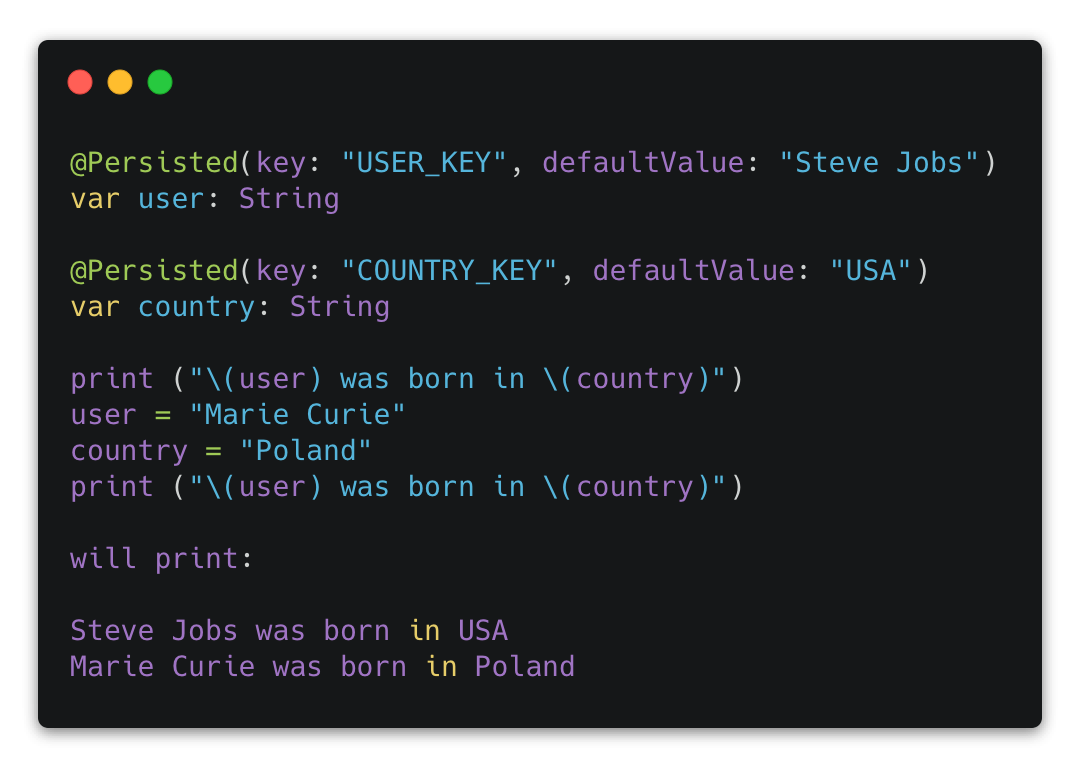 @Persisted(key: "USER_KEY", defaultValue: "Steve Jobs")
var user: String
@Persisted(key: "COUNTRY_KEY", defaultValue: "USA")
var country: String
print ("\(user) was born in \(country)")
user = "Marie Curie"
country = "Poland"
print ("\(user) was born in \(country)")
will print:
Steve Jobs was born in USA
Marie Curie was born in Poland